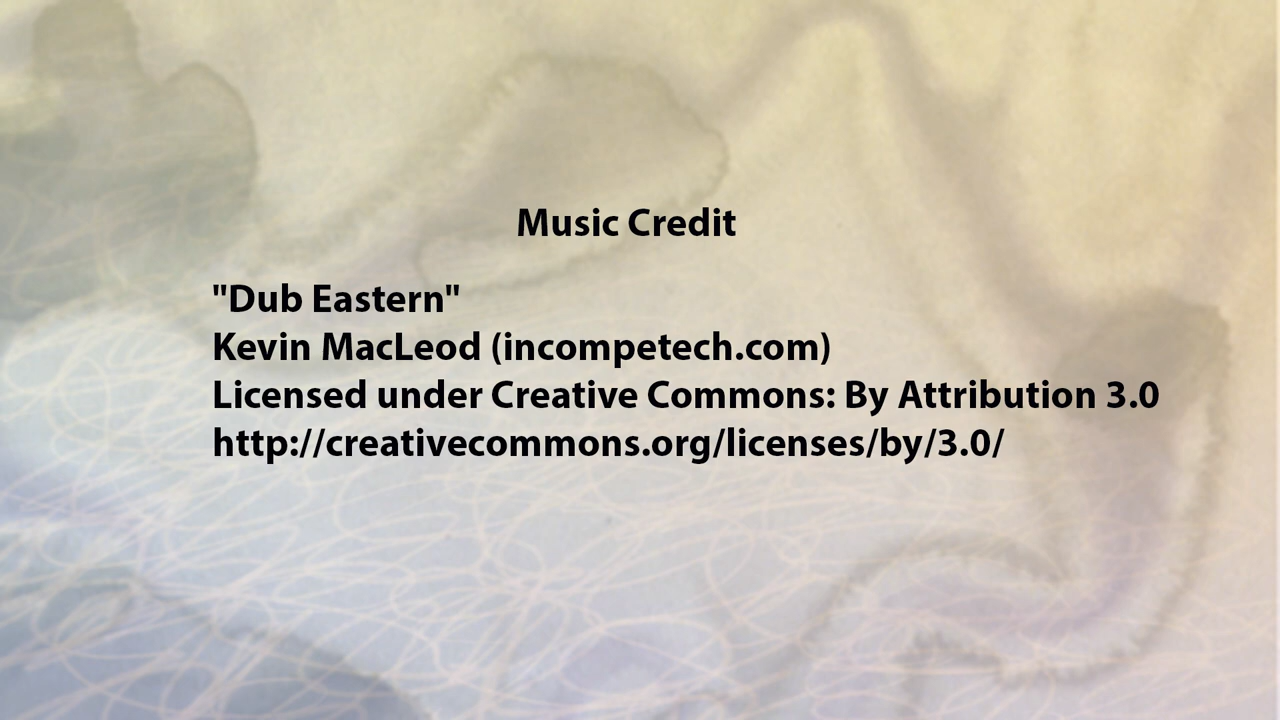 Music Credit
"Dub Eastern"
Kevin MacLeod (incompetech.com)
Licensed under Creative Commons: By Attribution 3.0
http://creativecommons.org/licenses/by/3.0/